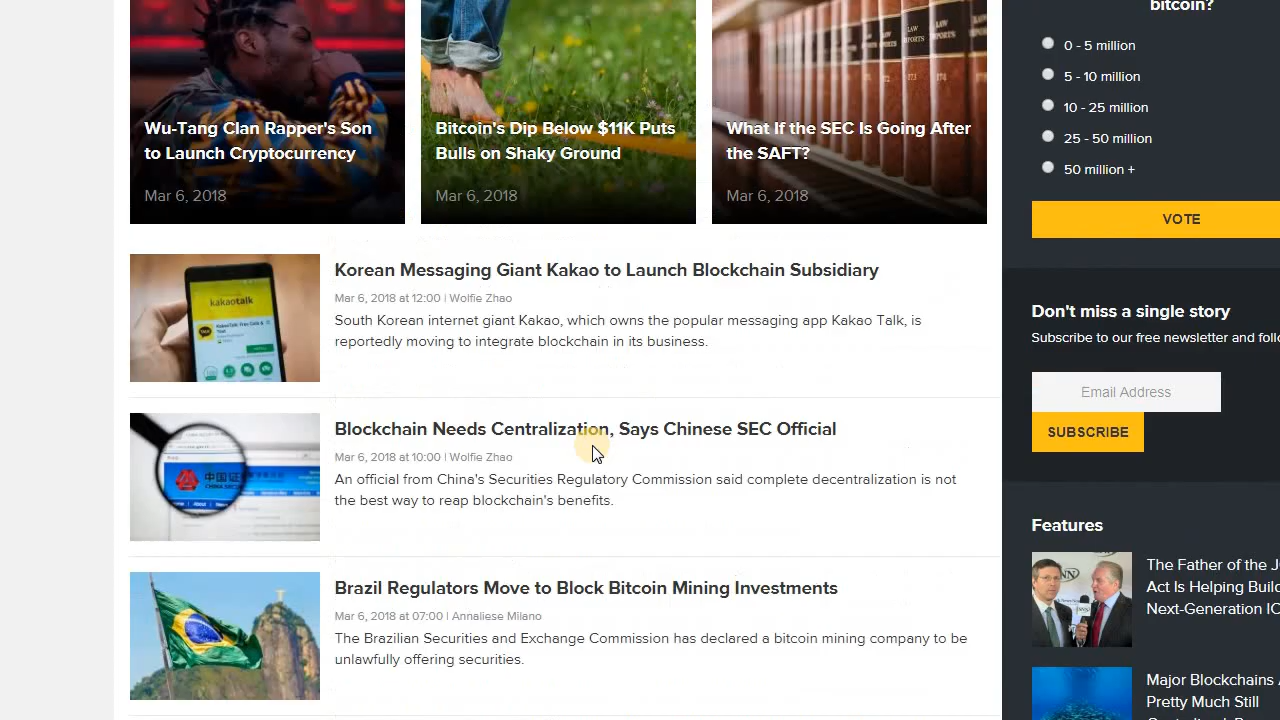 Wu-Tang Clan Rapper's Son
to Launch Cryptocurrency
Mar 6, 2018
Bitcoin's Dip Below $11K Puts
Bulls on Shaky Ground
Mar 6, 2018
What If the SEC Is Going After
the SAFT?
Mar 6, 2018
Korean Messaging Giant Kakao to Launch Blockchain Subsidiary
Mar 6, 2018 at 12:00 | Wolfie Zhao
South Korean internet giant Kakao, which owns the popular messaging app Kakao Talk, is
reportedly moving to integrate blockchain in its business.
kakaotalk
Blockchain Needs Centralization, Says Chinese SEC Official
Mar 6, 2018 at 10:00 | Wolfie Zhao
An official from China's Securities Regulatory Commission said complete decentralization is not
the best way to reap blockchain's benefits.
中国证
Brazil Regulators Move to Block Bitcoin Mining Investments
Mar 6, 2018 at 07:00 | Annaliese Milano
The Brazilian Securities and Exchange Commission has declared a bitcoin mining company to be
unlawfully offering securities.
bitcoin?
0 - 5 million
5 - 10 million
10 - 25 million
25 - 50 million
50 million +
VOTE
Don't miss a single story
Subscribe to our free newsletter and follo
Email Address
SUBSCRIBE
Features
The Father of the J
Act Is Helping Build
Next-Generation IC
Major Blockchains
Pretty Much Still